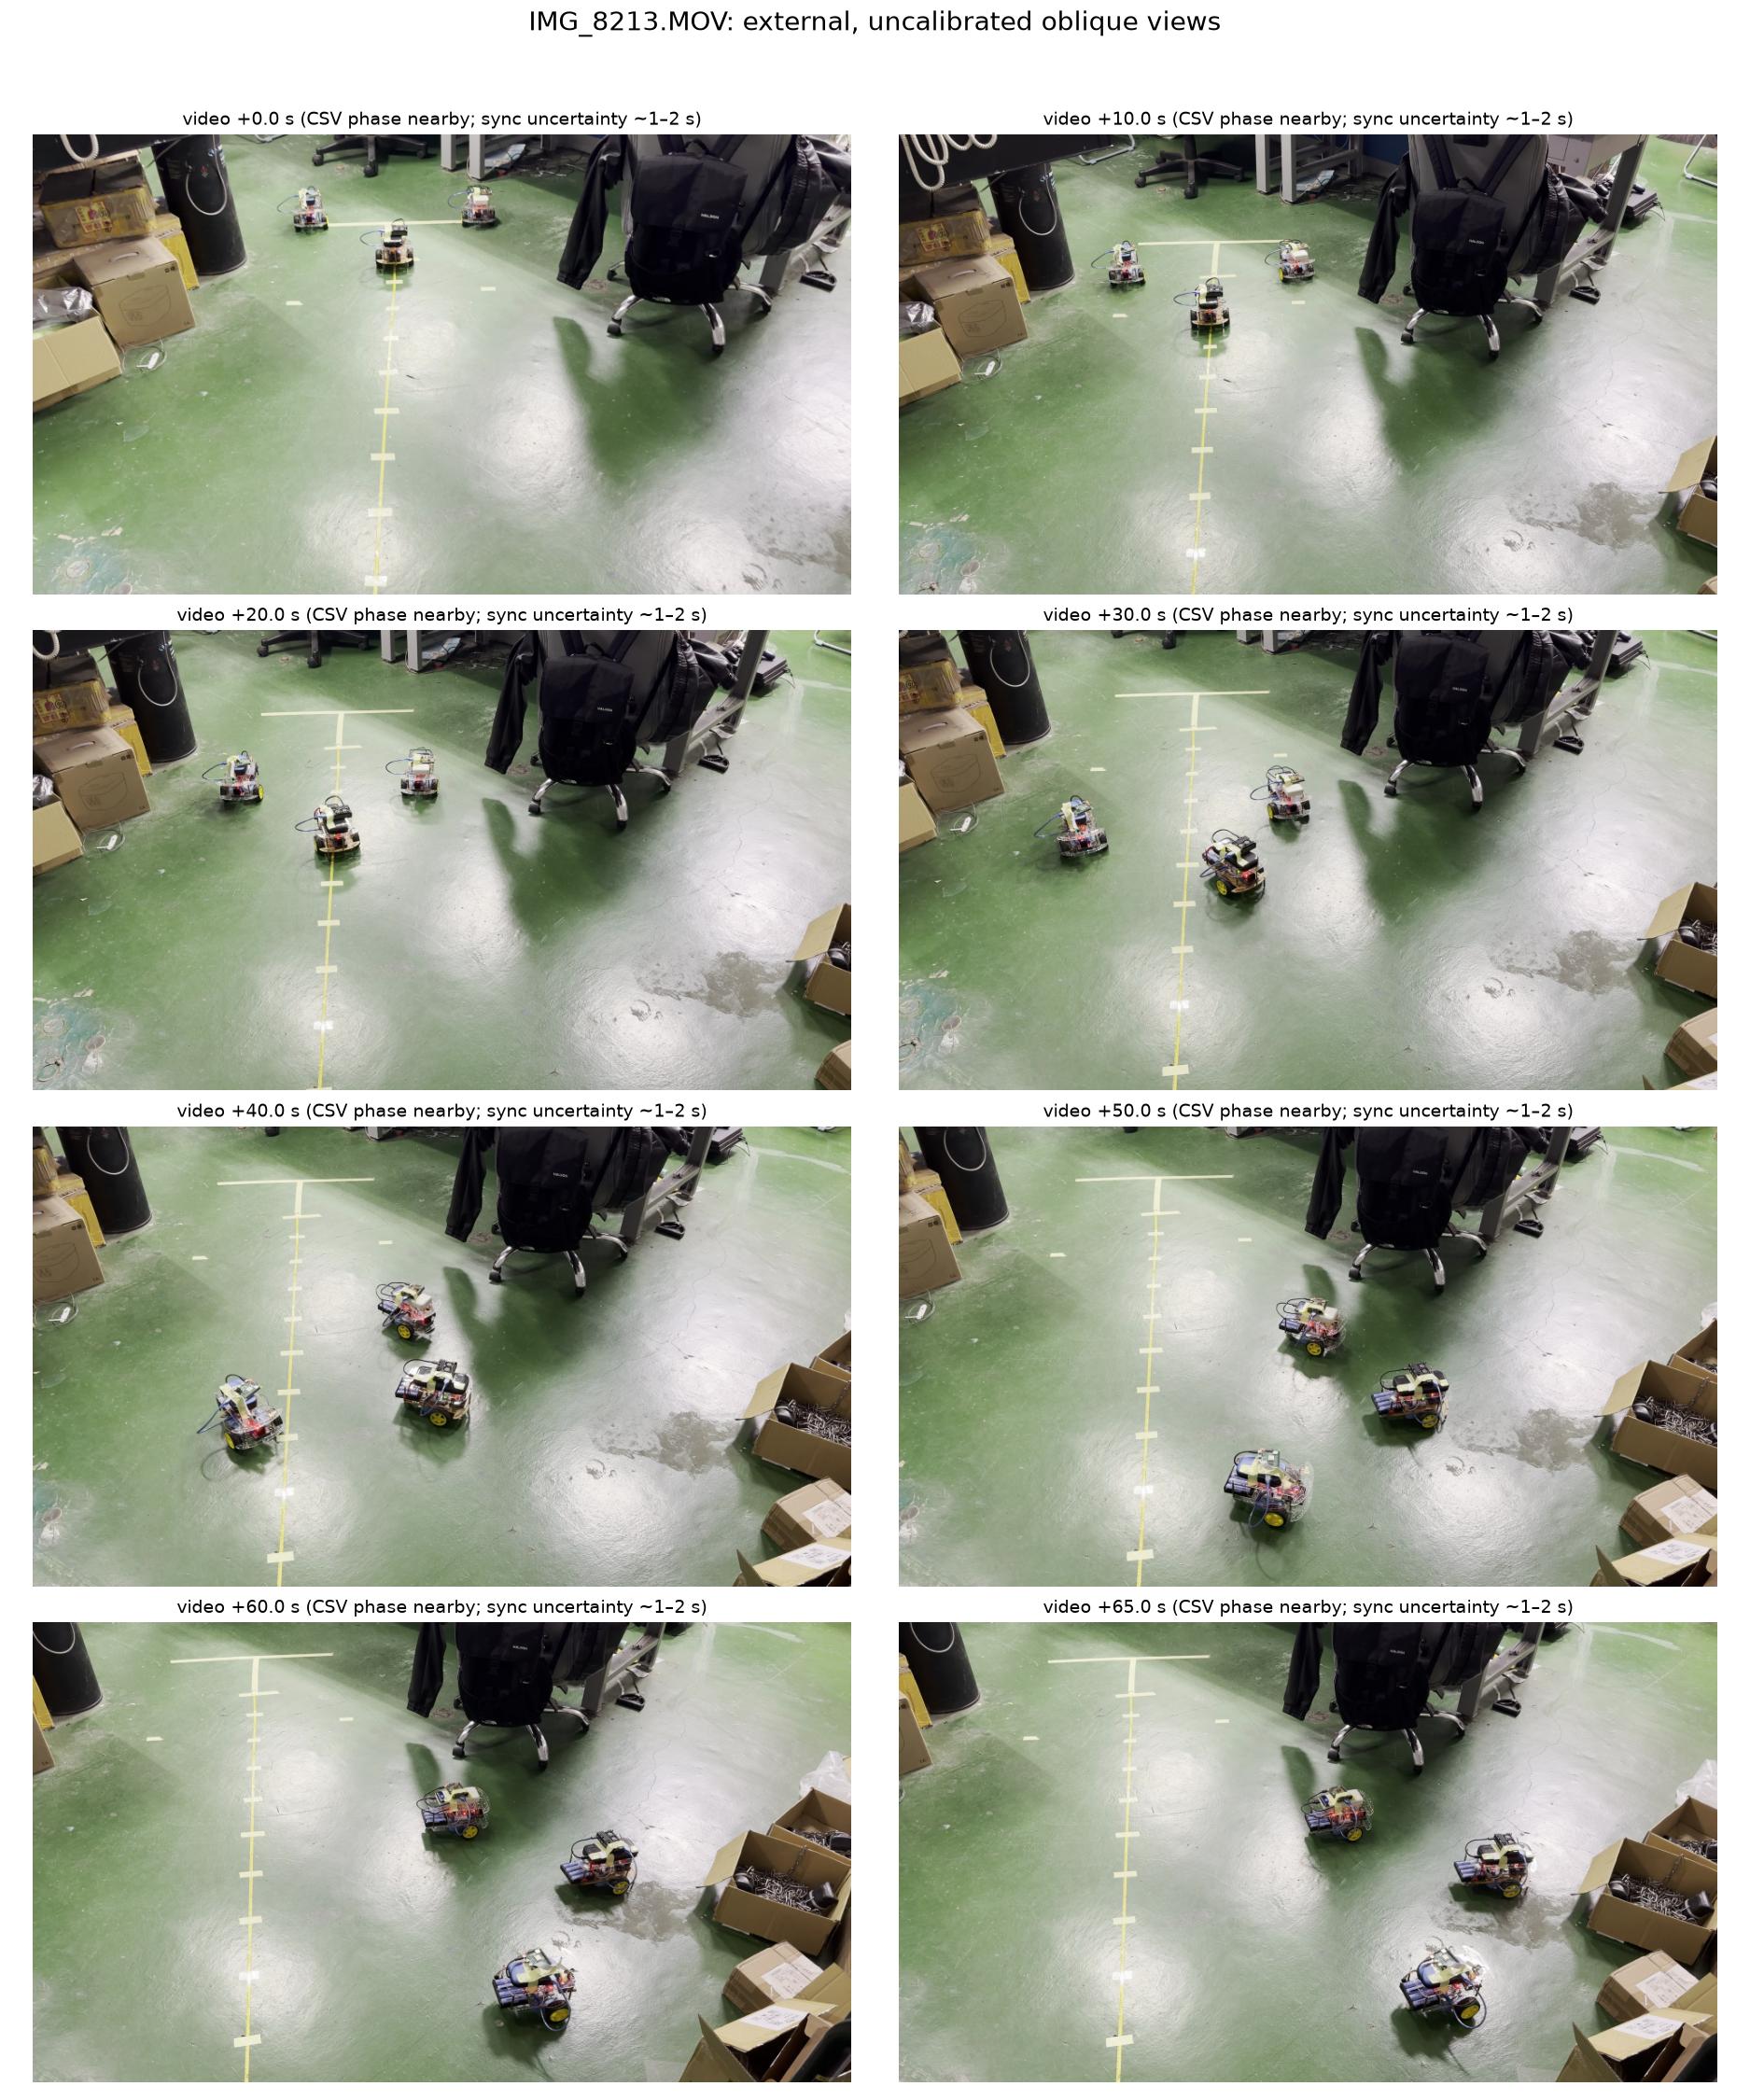 IMG_8213.MOV: external, uncalibrated oblique views
video +0.0 s (CSV phase nearby; sync uncertainty ~1–2 s)
video +10.0 s (CSV phase nearby; sync uncertainty ~1–2 s)
video +20.0 s (CSV phase nearby; sync uncertainty ~1–2 s)
video +30.0 s (CSV phase nearby; sync uncertainty ~1–2 s)
video +40.0 s (CSV phase nearby; sync uncertainty ~1–2 s)
video +50.0 s (CSV phase nearby; sync uncertainty ~1–2 s)
video +60.0 s (CSV phase nearby; sync uncertainty ~1–2 s)
video +65.0 s (CSV phase nearby; sync uncertainty ~1–2 s)